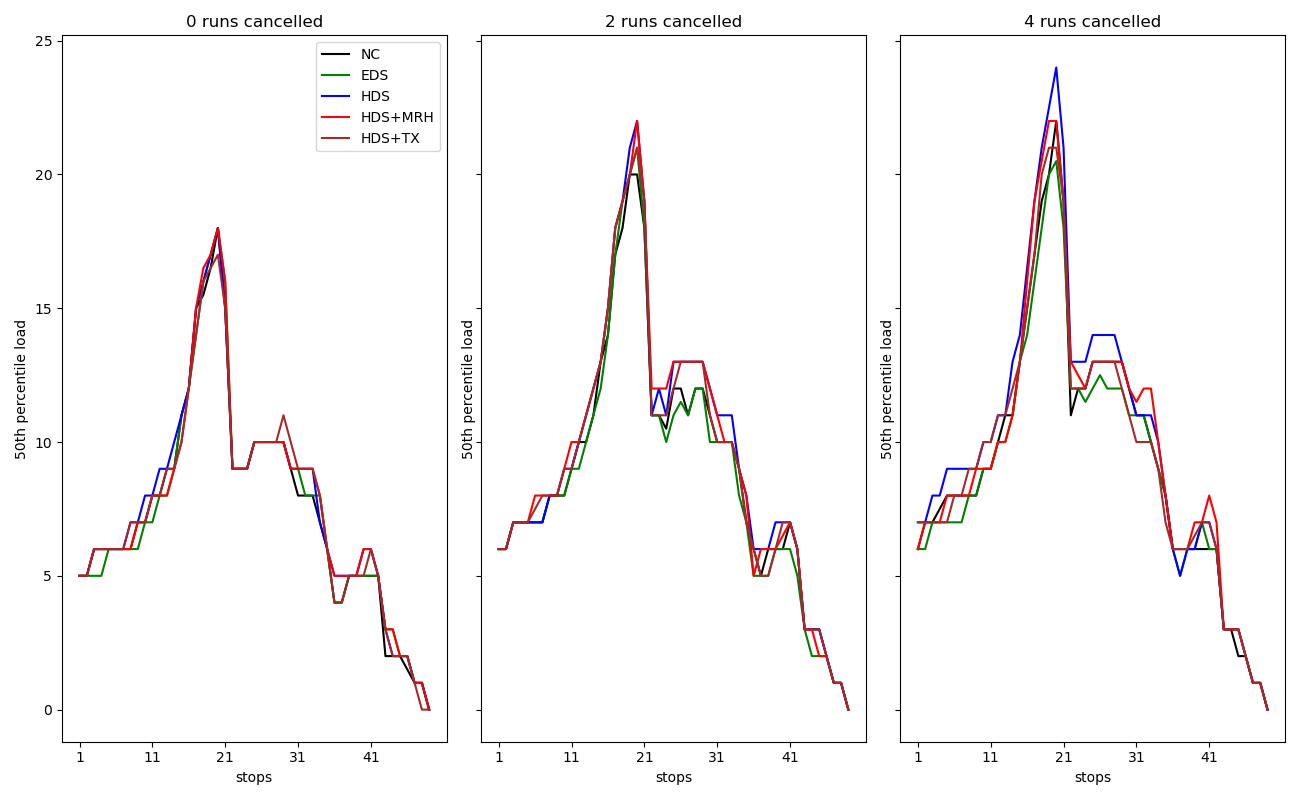 0 runs cancelled
2 runs cancelled
4 runs cancelled
NC
EDS
HDS
HDS+MRH
HDS+TX
50th percentile load
50th percentile load
50th percentile load
25
20
15
10
5
0
1 11 21 31 41
1 11 21 31 41
1 11 21 31 41
stops
stops
stops